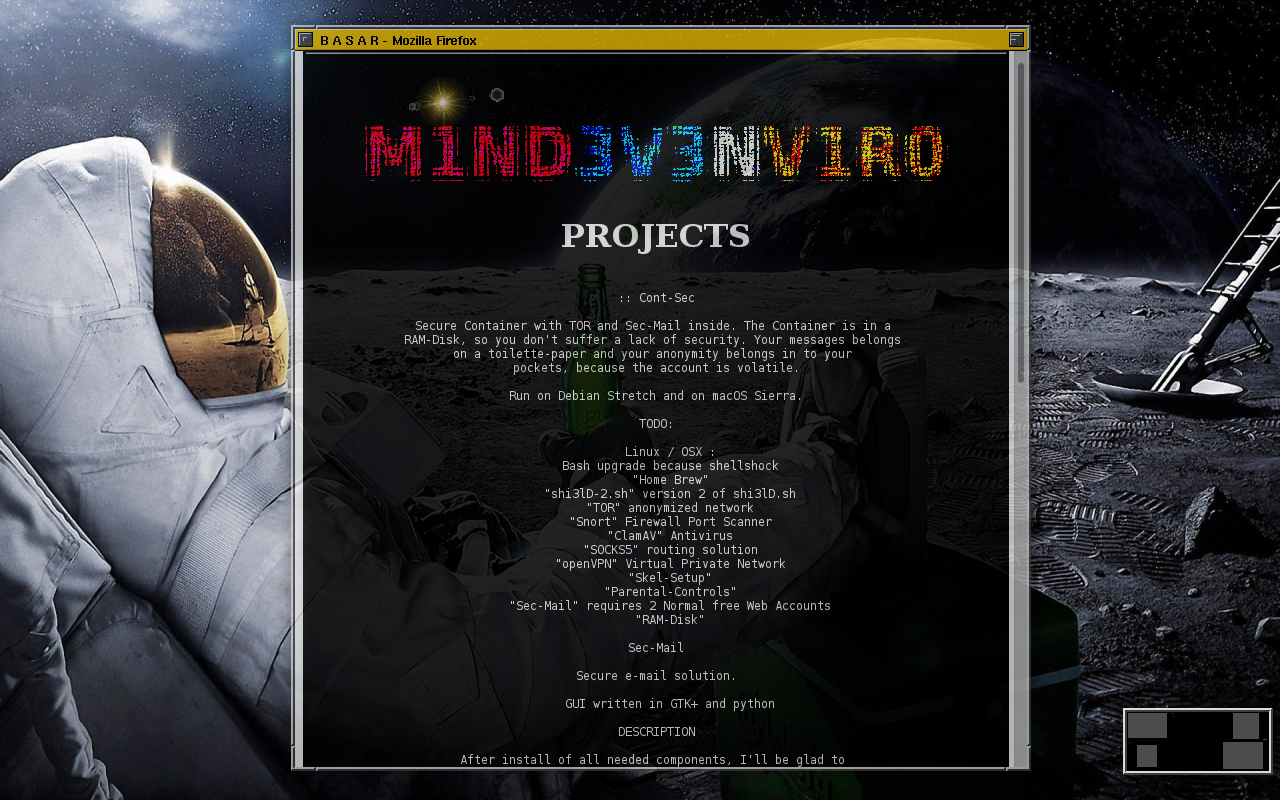 B A S A R - Mozilla Firefox
M1ND3V3NV1R0
PROJECTS
:: Cont-Sec
Secure Container with TOR and Sec-Mail inside. The Container is in a
RAM-Disk, so you don't suffer a lack of security. Your messages belongs
on a toilette-paper and your anonymity belongs in to your
pockets, because the account is volatile.
Run on Debian Stretch and on macOS Sierra.
TODO:
Linux / OSX :
Bash upgrade because shellshock
"Home Brew"
"shi3lD-2.sh" version 2 of shi3lD.sh
"TOR" anonymized network
"Snort" Firewall Port Scanner
"ClamAV" Antivirus
"SOCKS5" routing solution
"openVPN" Virtual Private Network
"Skel-Setup"
"Parental-Controls"
"Sec-Mail" requires 2 Normal free Web Accounts
"RAM-Disk"
Sec-Mail
Secure e-mail solution.
GUI written in GTK+ and python
DESCRIPTION
After install of all needed components, I'll be glad to